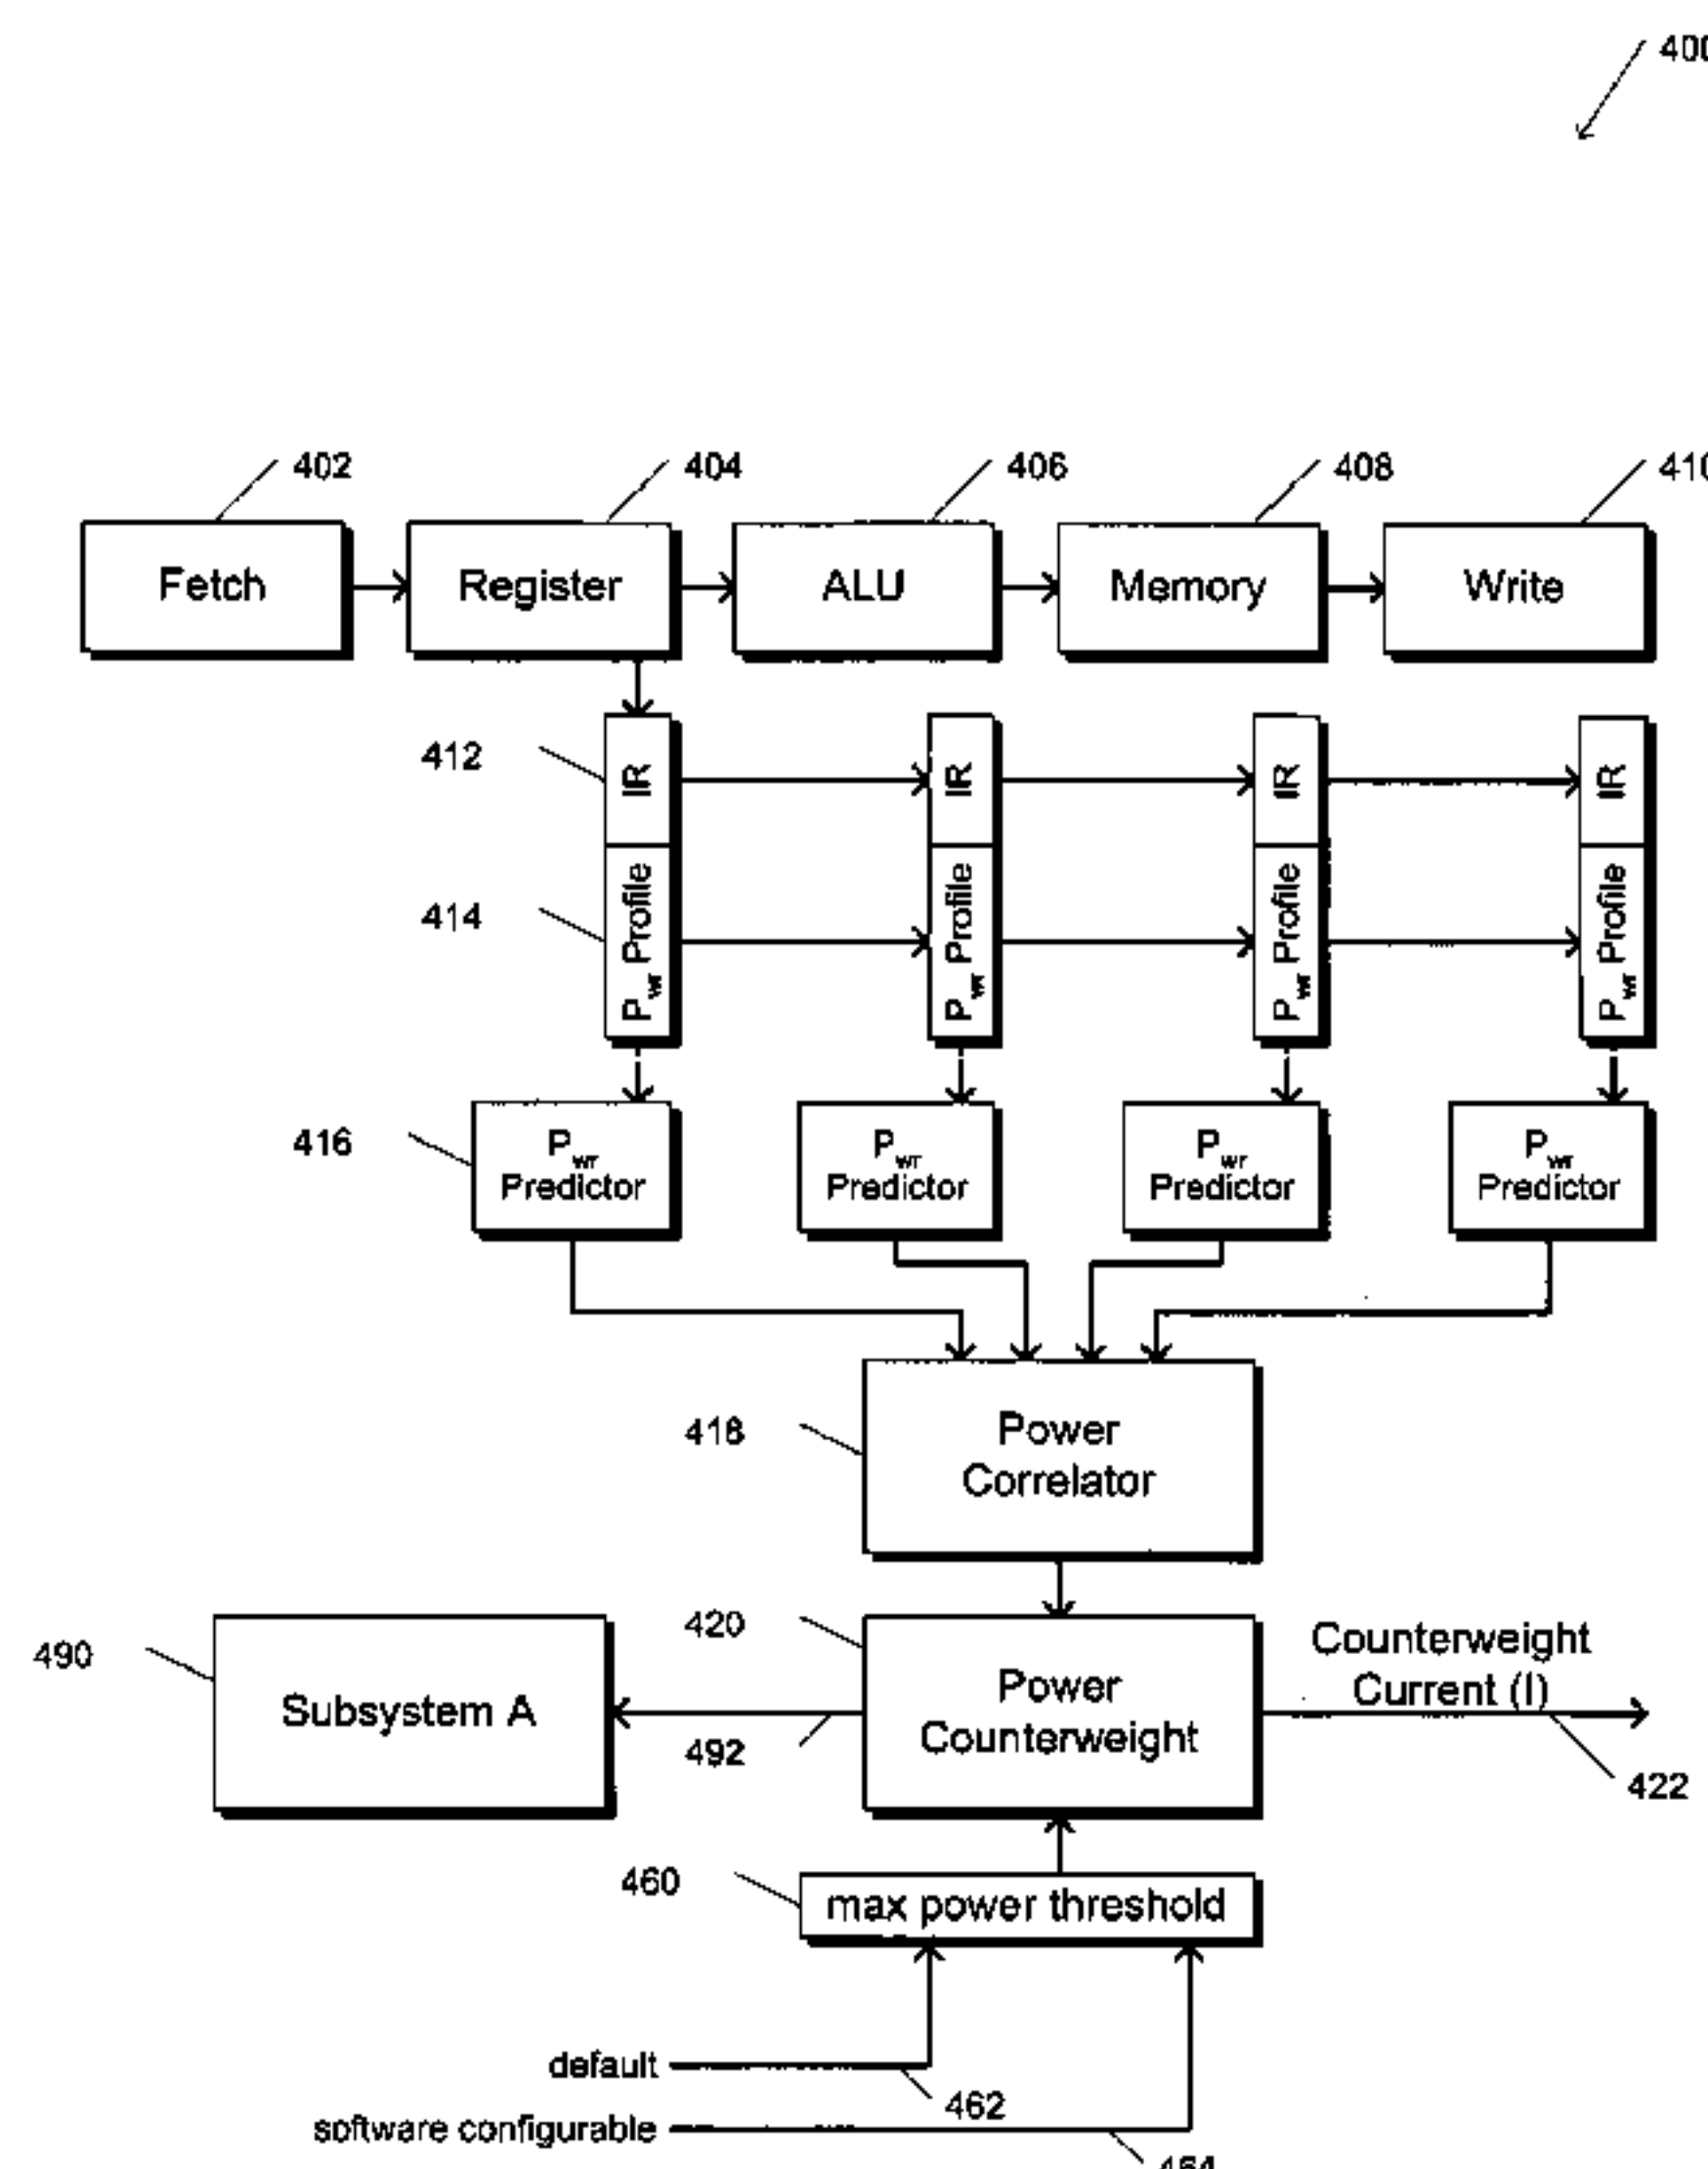 400
402
404
406
408
410
Fetch
Register
ALU
Memory
Write
412
IR
IR
IR
IR
414
Pwr Profile
Pwr Profile
Pwr Profile
Pwr Profile
416
Pwr
Predictor
Pwr
Predictor
Pwr
Predictor
Pwr
Predictor
418
Power
Correlator
490
Subsystem A
420
Power
Counterweight
492
Counterweight
Current (I)
422
460
max power threshold
default
462
software configurable
464